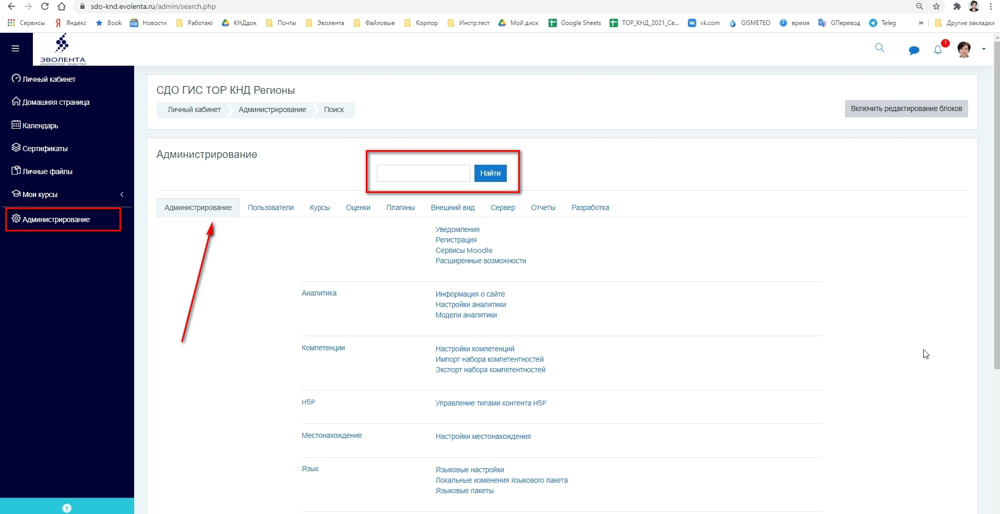 sdo-knd.evolenta.ru/admin/search.php
Сервисы Яндекс Book Новости Работаю КНДдок Почты Эволента Файловые Корпор Инстр.тест Мой диск Google Sheets ТОР_КНД_2021_Св... vk.com GISMETEO время GПеревод Teleg » Другие закладки
ЭВОЛЕНТА
АКЦИОНЕРНОЕ ОБЩЕСТВО
1
Личный кабинет
Домашняя страница
Календарь
Сертификаты
Личные файлы
Мои курсы
Администрирование
СДО ГИС ТОР КНД Регионы
Личный кабинет Администрирование Поиск
Включить редактирование блоков
Администрирование
Найти
Администрирование Пользователи Курсы Оценки Плагины Внешний вид Сервер Отчеты Разработка
Уведомления
Регистрация
Сервисы Moodle
Расширенные возможности
Аналитика
Информация о сайте
Настройки аналитики
Модели аналитики
Компетенции
Настройки компетенций
Импорт набора компетентностей
Экспорт набора компетентностей
H5P
Управление типами контента H5P
Местонахождение
Настройки местонахождения
Язык
Языковые настройки
Локальные изменения языкового пакета
Языковые пакеты